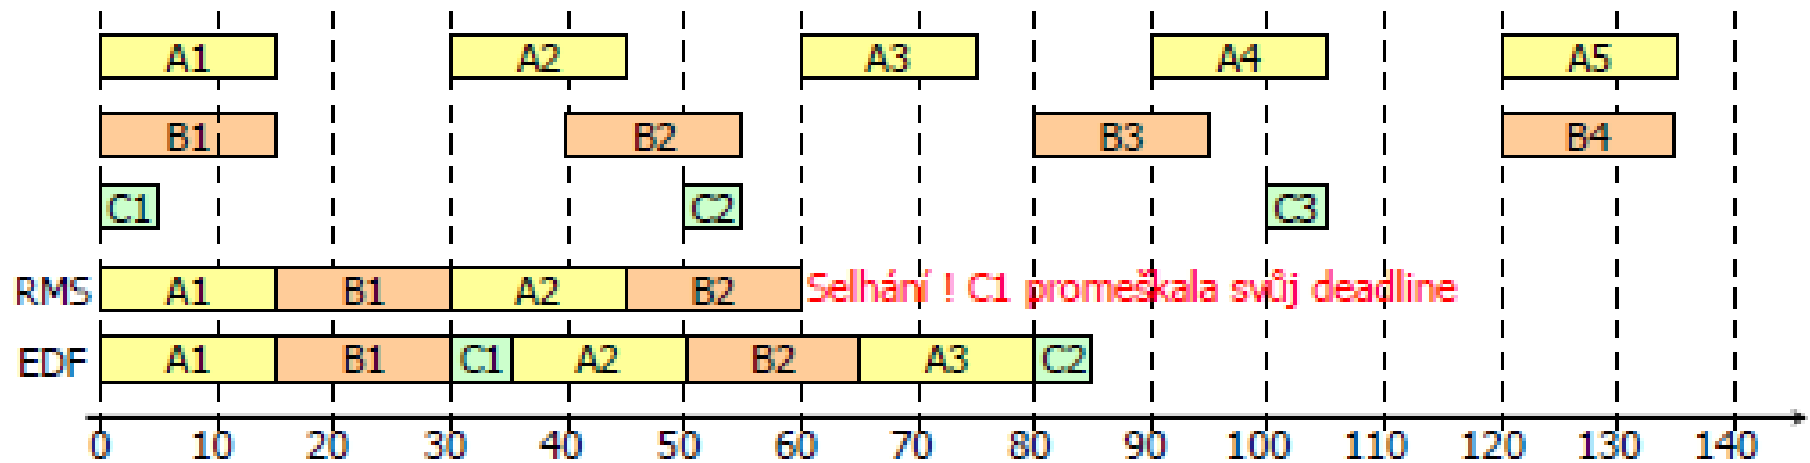 A1 A2 A3 A4 A5
B1 B2 B3 B4
C1 C2 C3
RMS A1 B1 A2 B2 Selhání ! C1 promeškala svůj deadline
EDF A1 B1 C1 A2 B2 A3 C2
0 10 20 30 40 50 60 70 80 90 100 110 120 130 140